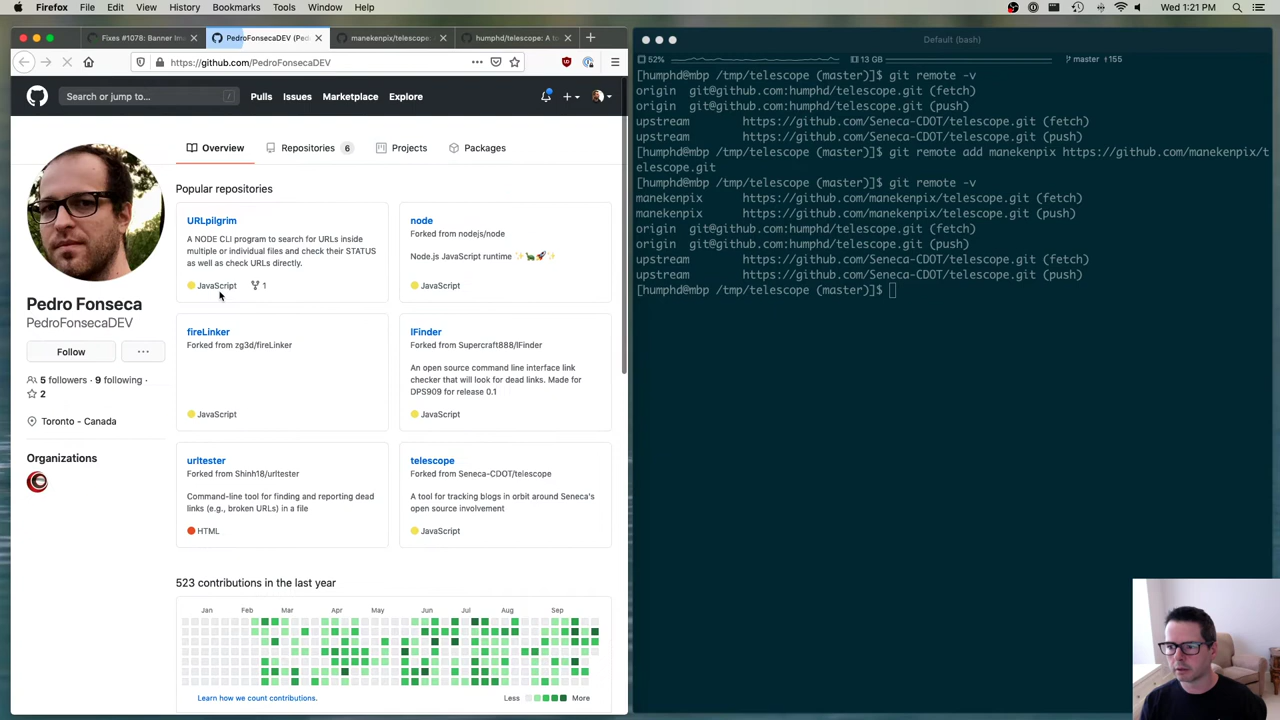 Firefox File Edit View History Bookmarks Tools Window Help
Wed 1:21 PM
Fixes #1078: Banner Ima
PedroFonsecaDEV (Ped
manekenpix/telescope.
humphd/telescope: A to
https://github.com/PedroFonsecaDEV
Search or jump to...
/
Pulls Issues Marketplace Explore
Overview
Repositories 6
Projects
Packages
Pedro Fonseca
PedroFonsecaDEV
Follow
...
5 followers · 9 following ·
2
Toronto - Canada
Organizations
Popular repositories
URLpilgrim
A NODE CLI program to search for URLs inside
multiple or individual files and check their STATUS
as well as check URLs directly.
JavaScript 1
node
Forked from nodejs/node
Node.js JavaScript runtime ✨🐢🚀✨
JavaScript
fireLinker
Forked from zg3d/fireLinker
JavaScript
lFinder
Forked from Supercraft888/lFinder
An open source command line interface link
checker that will look for dead links. Made for
DPS909 for release 0.1
JavaScript
urltester
Forked from Shinh18/urltester
Command-line tool for finding and reporting dead
links (e.g., broken URLs) in a file
HTML
telescope
Forked from Seneca-CDOT/telescope
A tool for tracking blogs in orbit around Seneca's
open source involvement
JavaScript
523 contributions in the last year
Jan Feb Mar Apr May Jun Jul Aug Sep
Learn how we count contributions.
Less More
Default (bash)
52% 13 GB master ↑155
[humphd@mbp /tmp/telescope (master)]$ git remote -v
origin git@github.com:humphd/telescope.git (fetch)
origin git@github.com:humphd/telescope.git (push)
upstream https://github.com/Seneca-CDOT/telescope.git (fetch)
upstream https://github.com/Seneca-CDOT/telescope.git (push)
[humphd@mbp /tmp/telescope (master)]$ git remote add manekenpix https://github.com/manekenpix/t
elescope.git
[humphd@mbp /tmp/telescope (master)]$ git remote -v
manekenpix https://github.com/manekenpix/telescope.git (fetch)
manekenpix https://github.com/manekenpix/telescope.git (push)
origin git@github.com:humphd/telescope.git (fetch)
origin git@github.com:humphd/telescope.git (push)
upstream https://github.com/Seneca-CDOT/telescope.git (fetch)
upstream https://github.com/Seneca-CDOT/telescope.git (push)
[humphd@mbp /tmp/telescope (master)]$